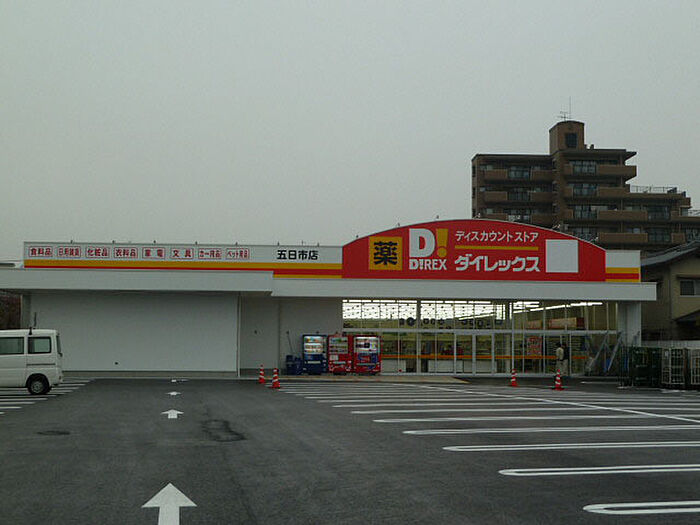 食料品 日用雑貨 化粧品 衣料品 家電 文具 カー用品 ペット用品
五日市店
薬
D!
DiREX
ディスカウントストア
ダイレックス